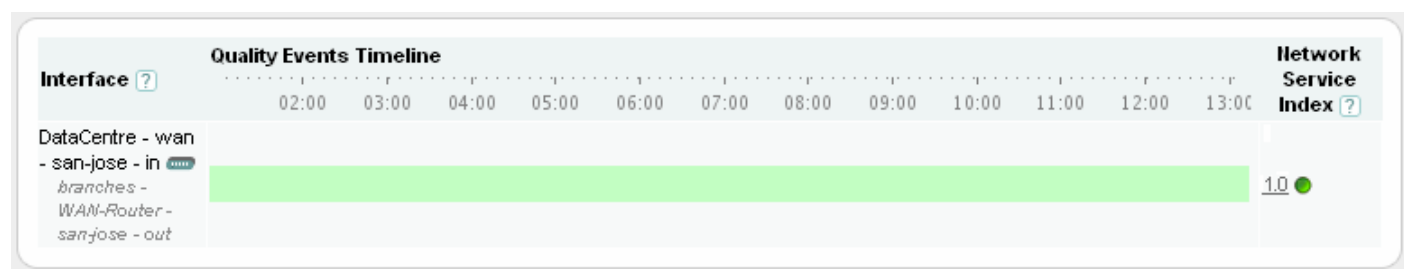 Interface ?
Quality Events Timeline
02:00 03:00 04:00 05:00 06:00 07:00 08:00 09:00 10:00 11:00 12:00 13:00
Network
Service
Index ?
DataCentre - wan
- san-jose - in
branches -
WAN-Router -
san-jose - out
1.0